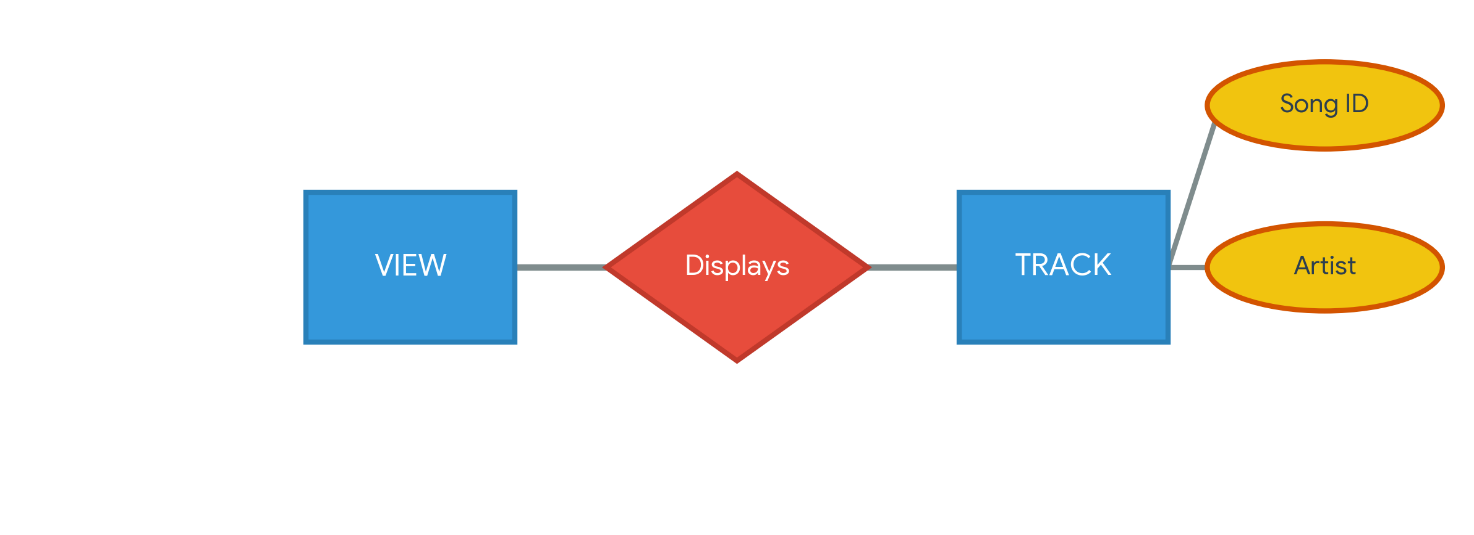 Song ID
VIEW
Displays
TRACK
Artist